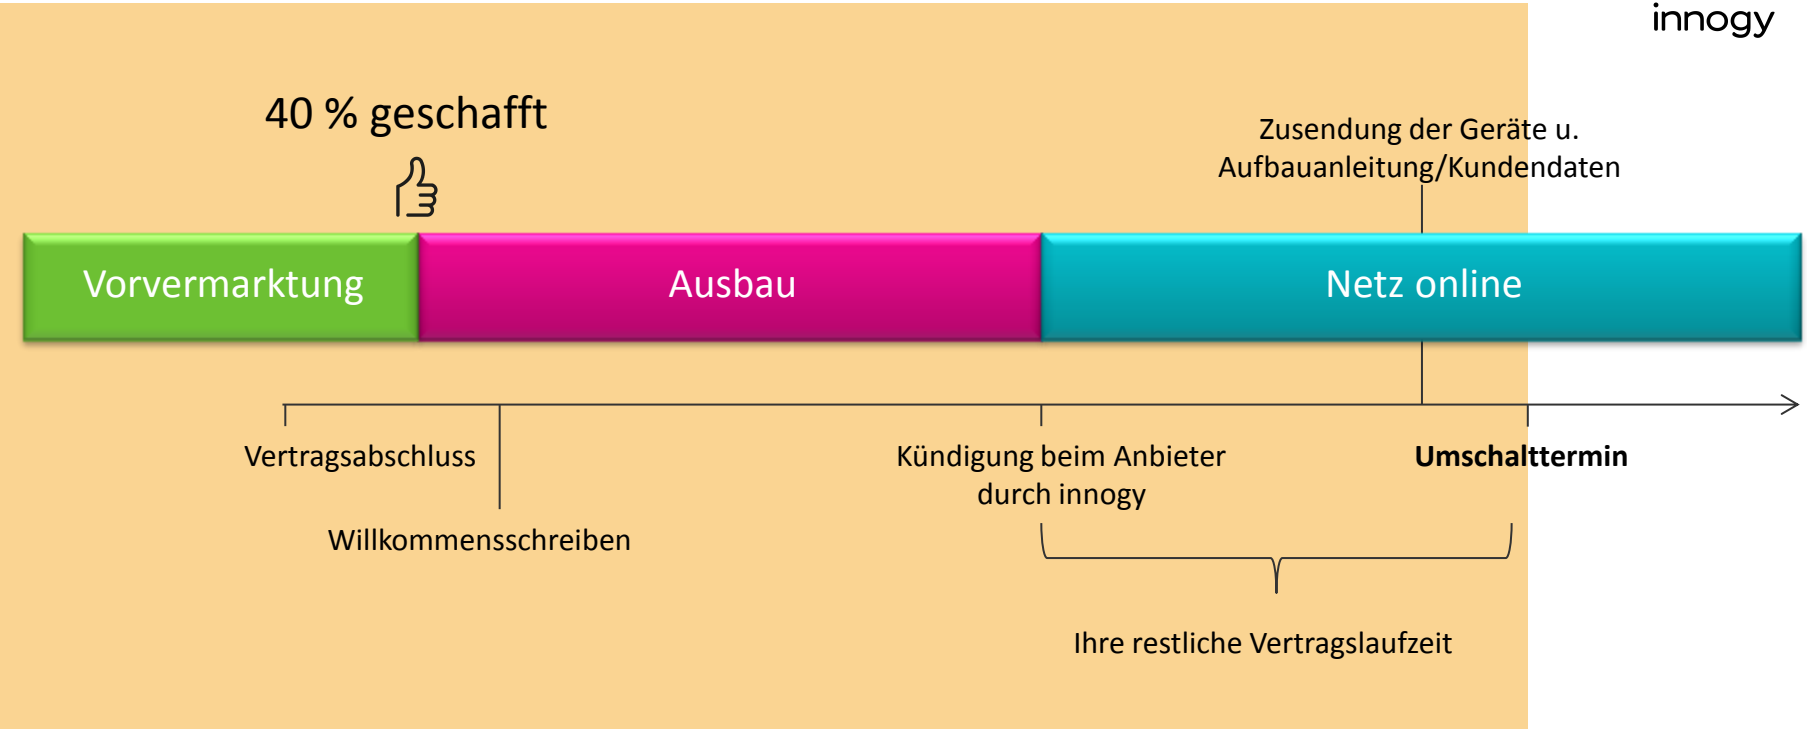 innogy
40 % geschafft
Zusendung der Geräte u.
Aufbauanleitung/Kundendaten
Vorvermarktung
Ausbau
Netz online
Vertragsabschluss
Kündigung beim Anbieter
durch innogy
Umschalttermin
Willkommensschreiben
Ihre restliche Vertragslaufzeit